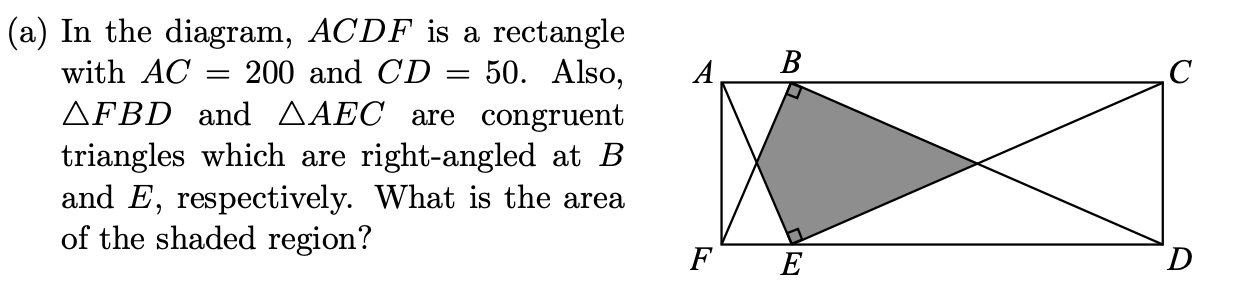 (a) In the diagram, ACDF is a rectangle
with AC = 200 and CD = 50. Also,
△FBD and △AEC are congruent
triangles which are right-angled at B
and E, respectively. What is the area
of the shaded region?
A B C
F E D